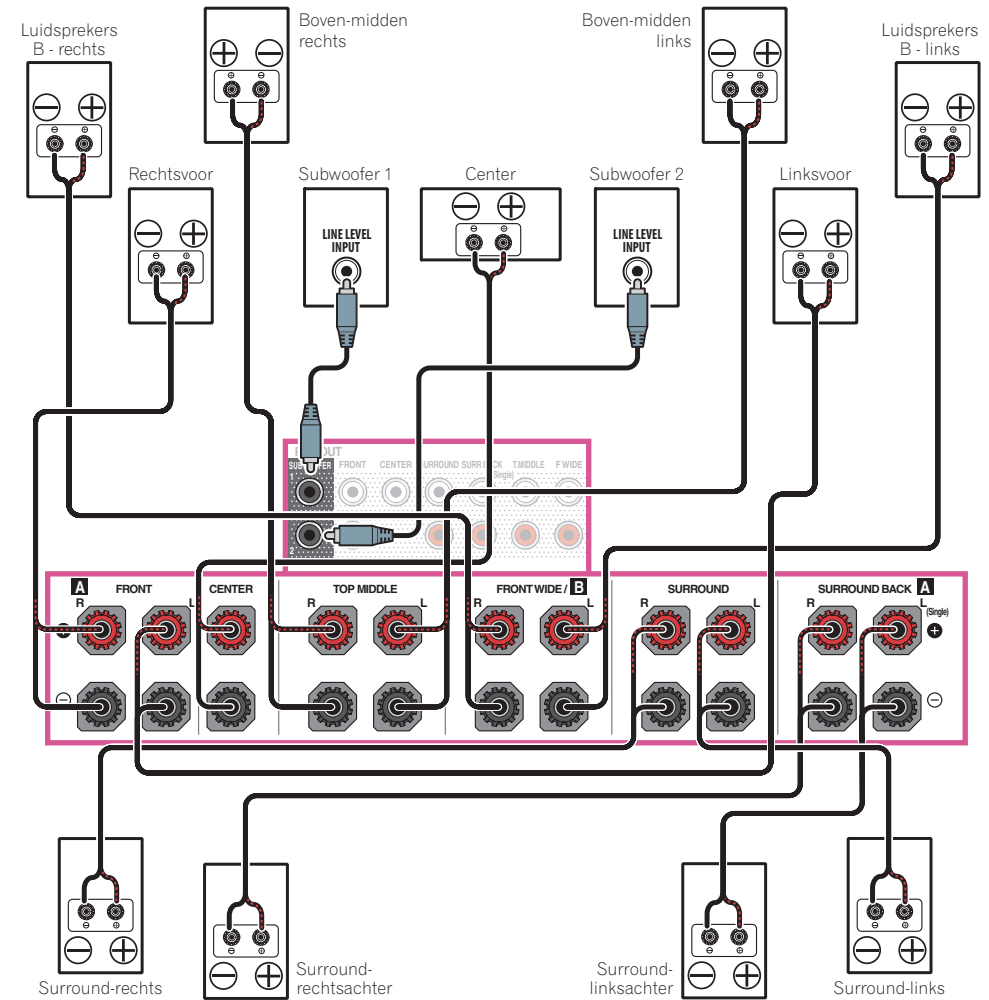 Luidsprekers
B - rechts
Boven-midden
rechts
Boven-midden
links
Luidsprekers
B - links
Rechtsvoor
Subwoofer 1
Center
Subwoofer 2
Linksvoor
LINE LEVEL
INPUT
LINE LEVEL
INPUT
FRONT CENTER SURROUND T.MIDDLE F WIDE
(Single)
1
2
A FRONT CENTER TOP MIDDLE FRONT WIDE / B SURROUND SURROUND BACK A
R L R L R L R L R L
(Single)
Surround-rechts
Surround-
rechtsachter
Surround-
linksachter
Surround-links